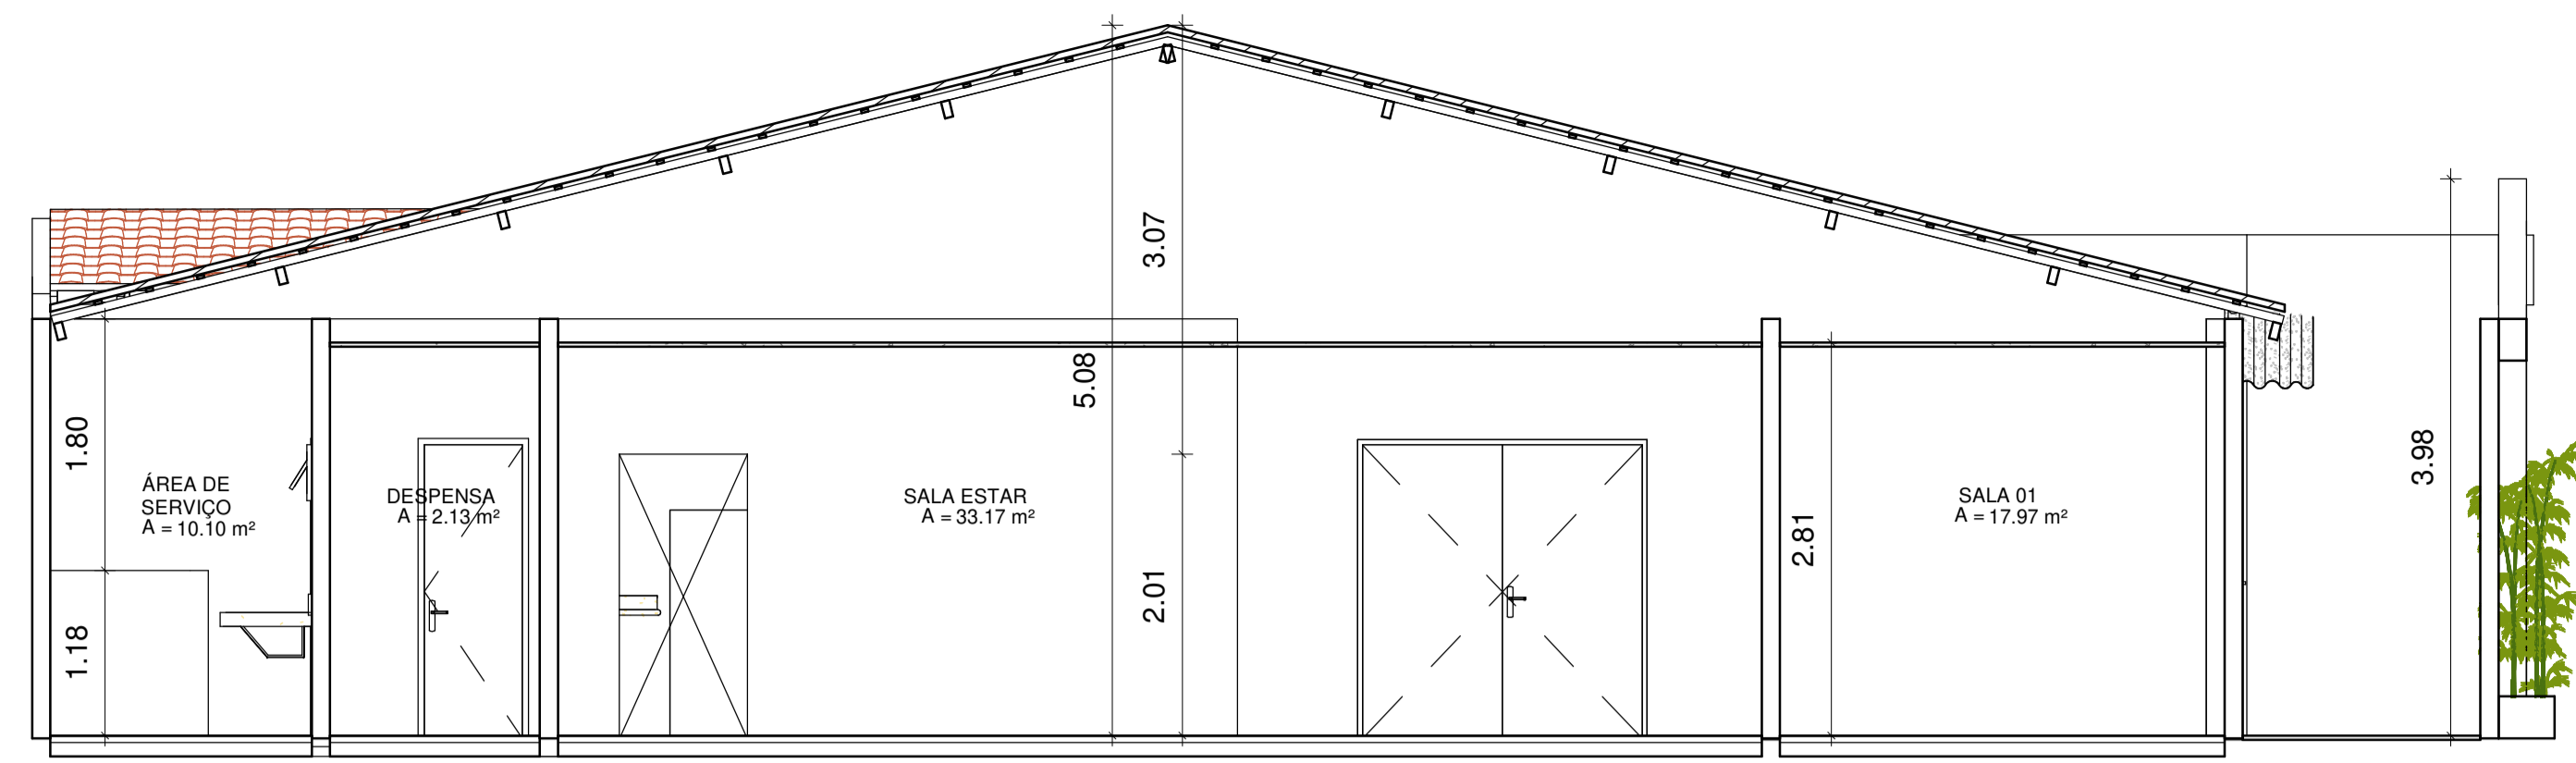 3.07
5.08
1.80
3.98
ÁREA DE
SERVIÇO
A = 10.10 m²
DESPENSA
A = 2.13 m²
SALA ESTAR
A = 33.17 m²
SALA 01
A = 17.97 m²
2.81
2.01
1.18